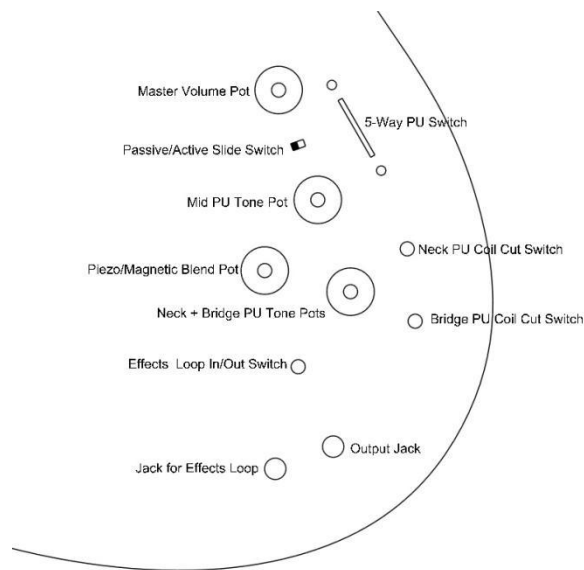 Master Volume Pot
5-Way PU Switch
Passive/Active Slide Switch
Mid PU Tone Pot
Neck PU Coil Cut Switch
Piezo/Magnetic Blend Pot
Neck + Bridge PU Tone Pots
Bridge PU Coil Cut Switch
Effects Loop In/Out Switch
Output Jack
Jack for Effects Loop